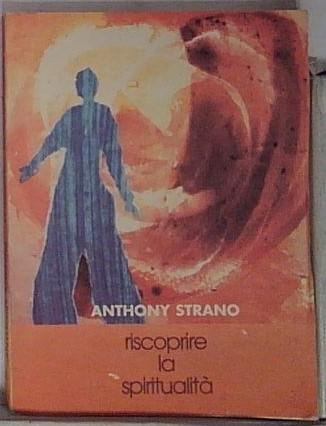 ANTHONY STRANO
riscoprire
la
spiritualità